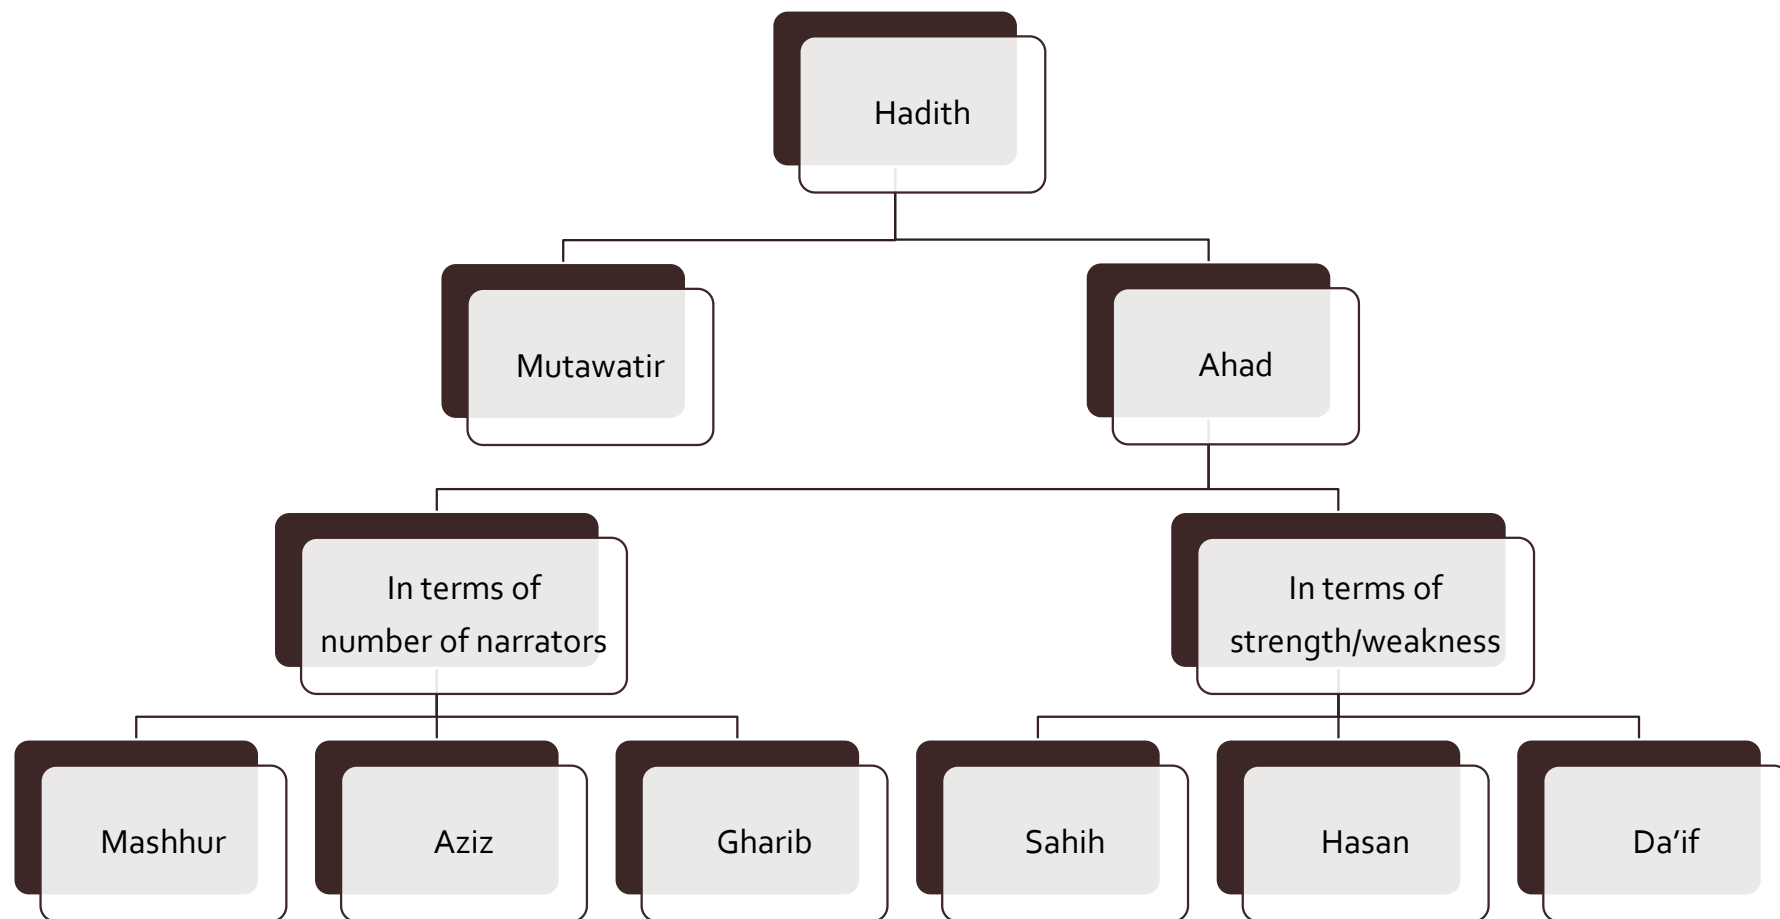 Hadith
Mutawatir
Ahad
In terms of
number of narrators
In terms of
strength/weakness
Mashhur
Aziz
Gharib
Sahih
Hasan
Da’if